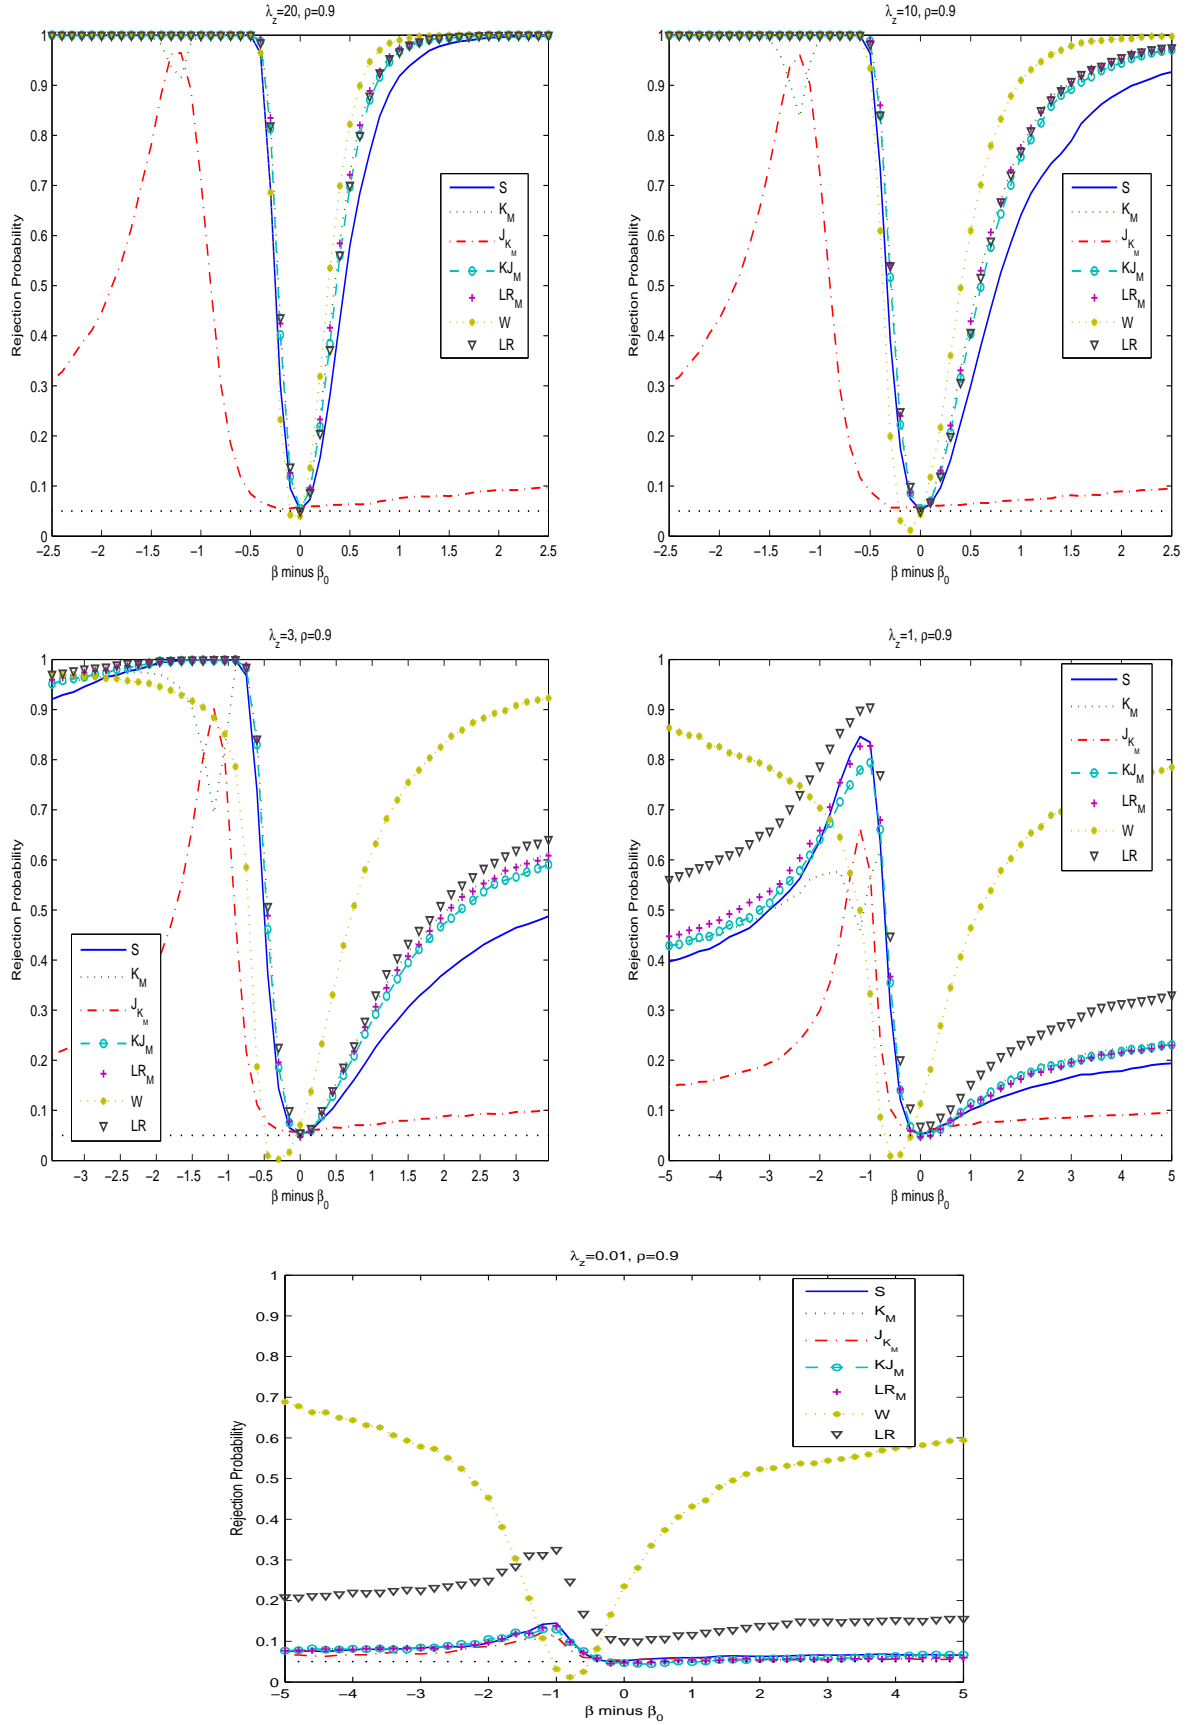 λz=20, ρ=0.9
Rejection Probability
1
0.9
0.8
0.7
0.6
0.5
0.4
0.3
0.2
0.1
0
−2.5 −2 −1.5 −1 −0.5 0 0.5 1 1.5 2 2.5
β minus β0
S
KM
JKM
KJM
LRM
W
LR
λz=10, ρ=0.9
Rejection Probability
1
0.9
0.8
0.7
0.6
0.5
0.4
0.3
0.2
0.1
0
−2.5 −2 −1.5 −1 −0.5 0 0.5 1 1.5 2 2.5
β minus β0
S
KM
JKM
KJM
LRM
W
LR
λz=3, ρ=0.9
Rejection Probability
1
0.9
0.8
0.7
0.6
0.5
0.4
0.3
0.2
0.1
0
−3 −2.5 −2 −1.5 −1 −0.5 0 0.5 1 1.5 2 2.5 3
β minus β0
S
KM
JKM
KJM
LRM
W
LR
λz=1, ρ=0.9
Rejection Probability
1
0.9
0.8
0.7
0.6
0.5
0.4
0.3
0.2
0.1
0
−5 −4 −3 −2 −1 0 1 2 3 4 5
β minus β0
S
KM
JKM
KJM
LRM
W
LR
λz=0.01, ρ=0.9
Rejection Probability
1
0.9
0.8
0.7
0.6
0.5
0.4
0.3
0.2
0.1
0
−5 −4 −3 −2 −1 0 1 2 3 4 5
β minus β0
S
KM
JKM
KJM
LRM
W
LR